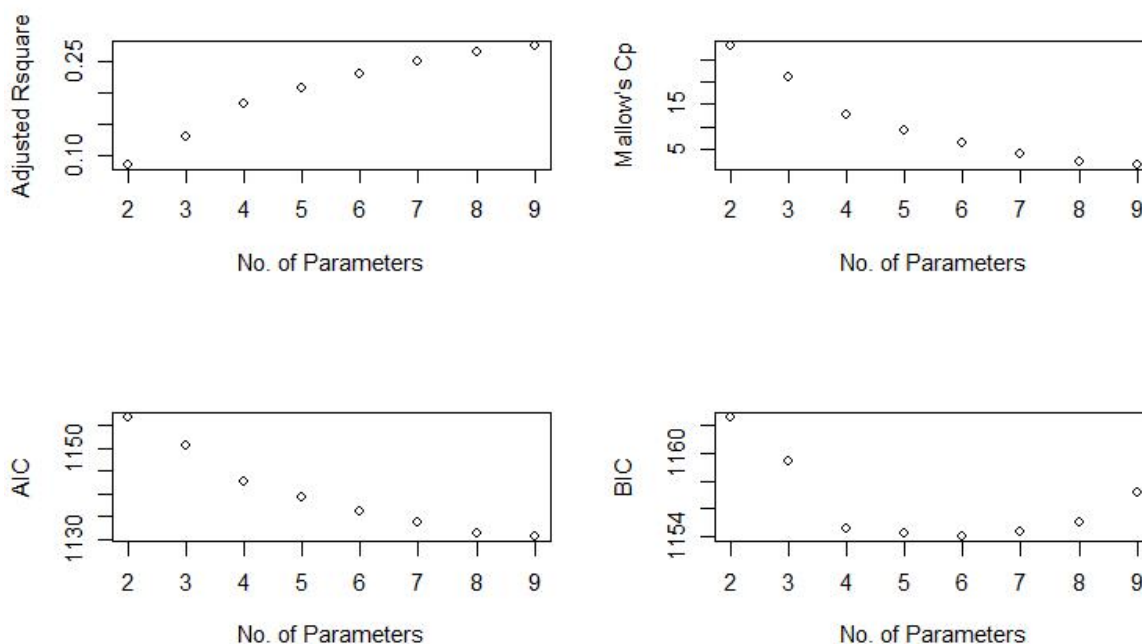 Adjusted Rsquare
0.25
0.10
2 3 4 5 6 7 8 9
No. of Parameters
Mallow's Cp
15
5
2 3 4 5 6 7 8 9
No. of Parameters
AIC
1150
1130
2 3 4 5 6 7 8 9
No. of Parameters
BIC
1160
1154
2 3 4 5 6 7 8 9
No. of Parameters